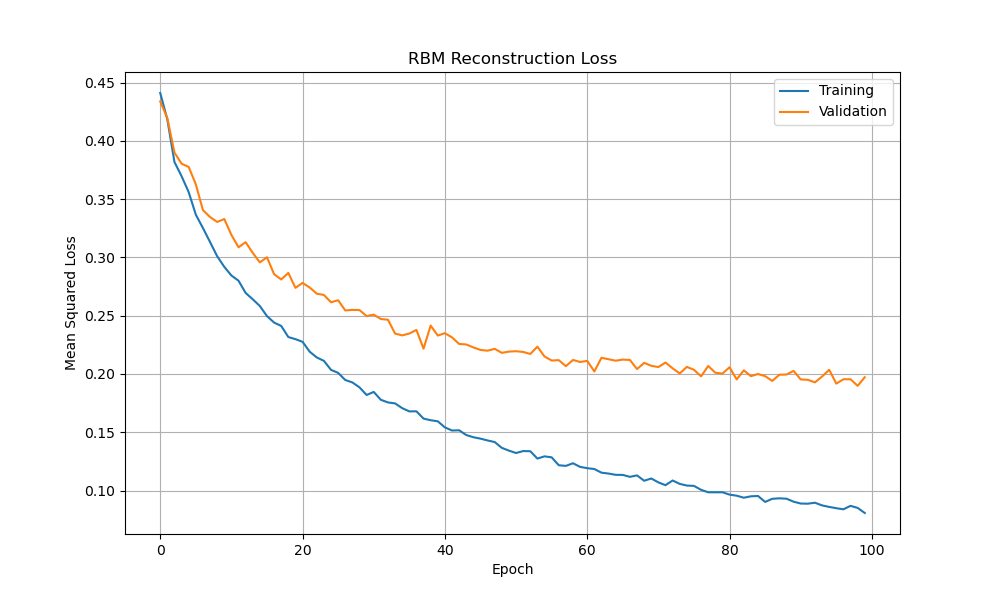 RBM Reconstruction Loss
Training
Validation
Mean Squared Loss
0.45
0.40
0.35
0.30
0.25
0.20
0.15
0.10
0 20 40 60 80 100
Epoch